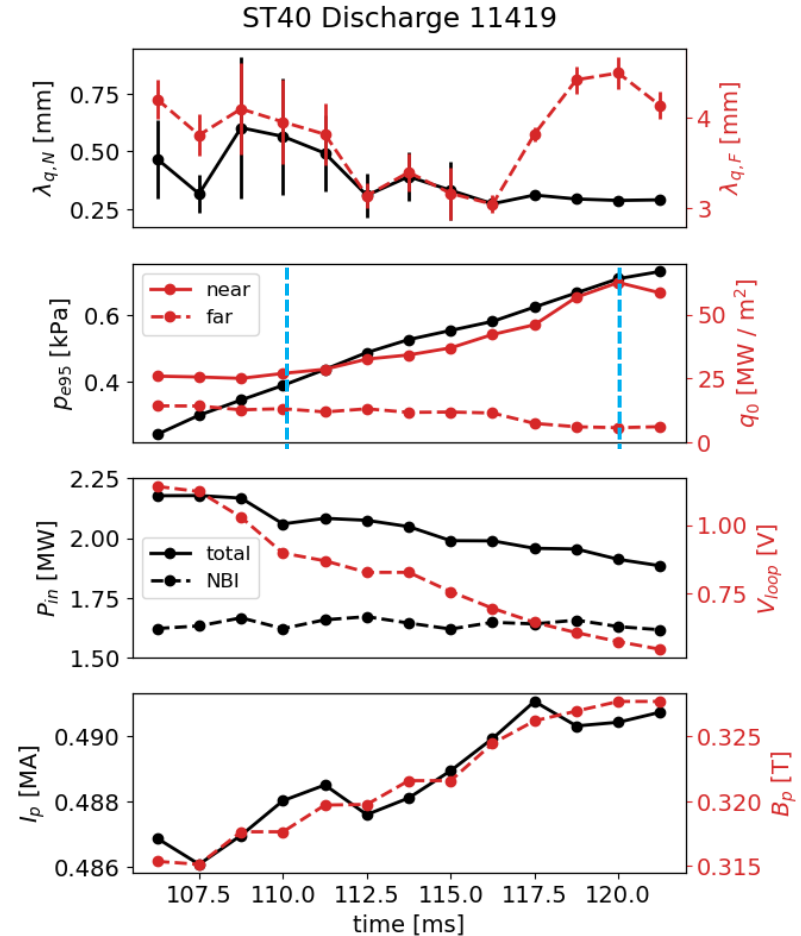 ST40 Discharge 11419
0.75
0.50
0.25
λq,N [mm]
4
3
λq,F [mm]
near
far
0.6
0.4
pe95 [kPa]
50
25
0
q0 [MW / m²]
2.25
2.00
1.75
1.50
Pin [MW]
total
NBI
1.00
0.75
Vloop [V]
0.490
0.488
0.486
Ip [MA]
0.325
0.320
0.315
Bp [T]
107.5 110.0 112.5 115.0 117.5 120.0
time [ms]